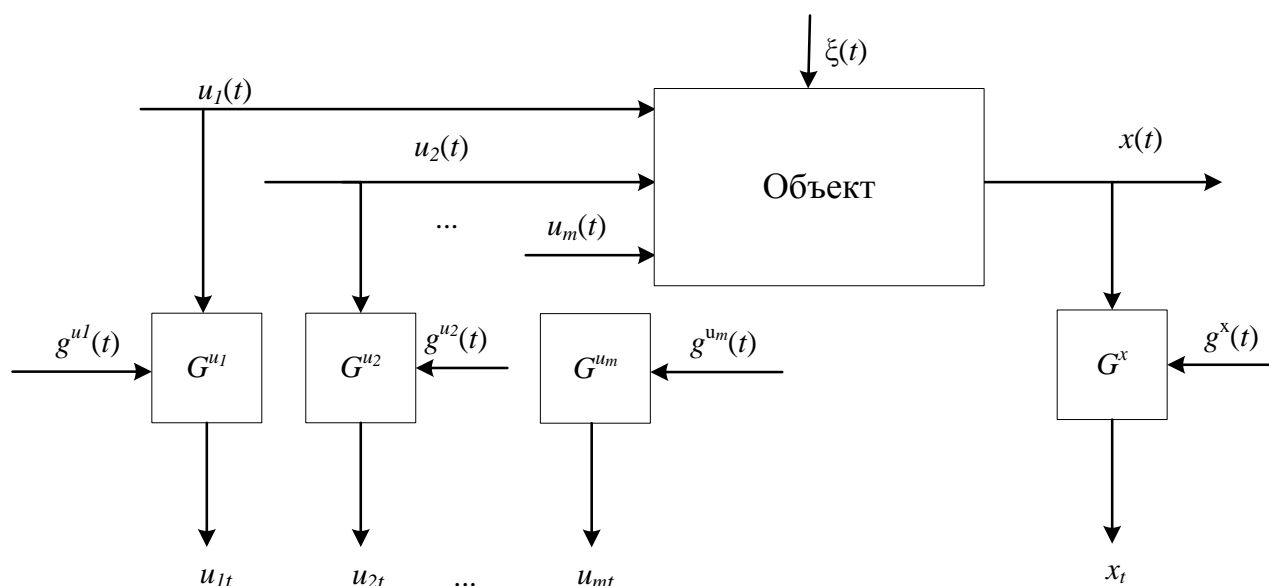 ξ(t)
u₁(t)
u₂(t)
x(t)
Объект
...
uₘ(t)
gᵘ¹(t)
Gᵘ¹
Gᵘ²
gᵘ²(t)
Gᵘᵐ
gᵘᵐ(t)
Gˣ
gˣ(t)
u₁ₜ
u₂ₜ
...
uₘₜ
xₜ